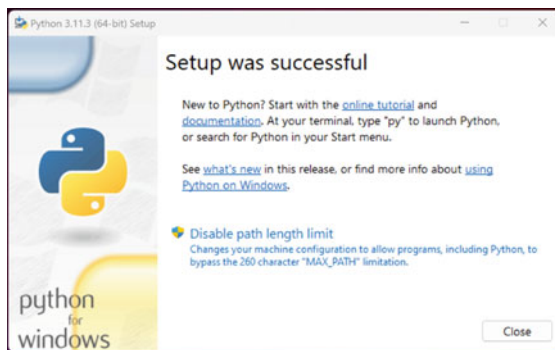 Python 3.11.3 (64-bit) Setup
Setup was successful
New to Python? Start with the online tutorial and
documentation. At your terminal, type "py" to launch Python,
or search for Python in your Start menu.
See what's new in this release, or find more info about using
Python on Windows.
Disable path length limit
Changes your machine configuration to allow programs, including Python, to
bypass the 260 character "MAX_PATH" limitation.
python
for
windows
Close